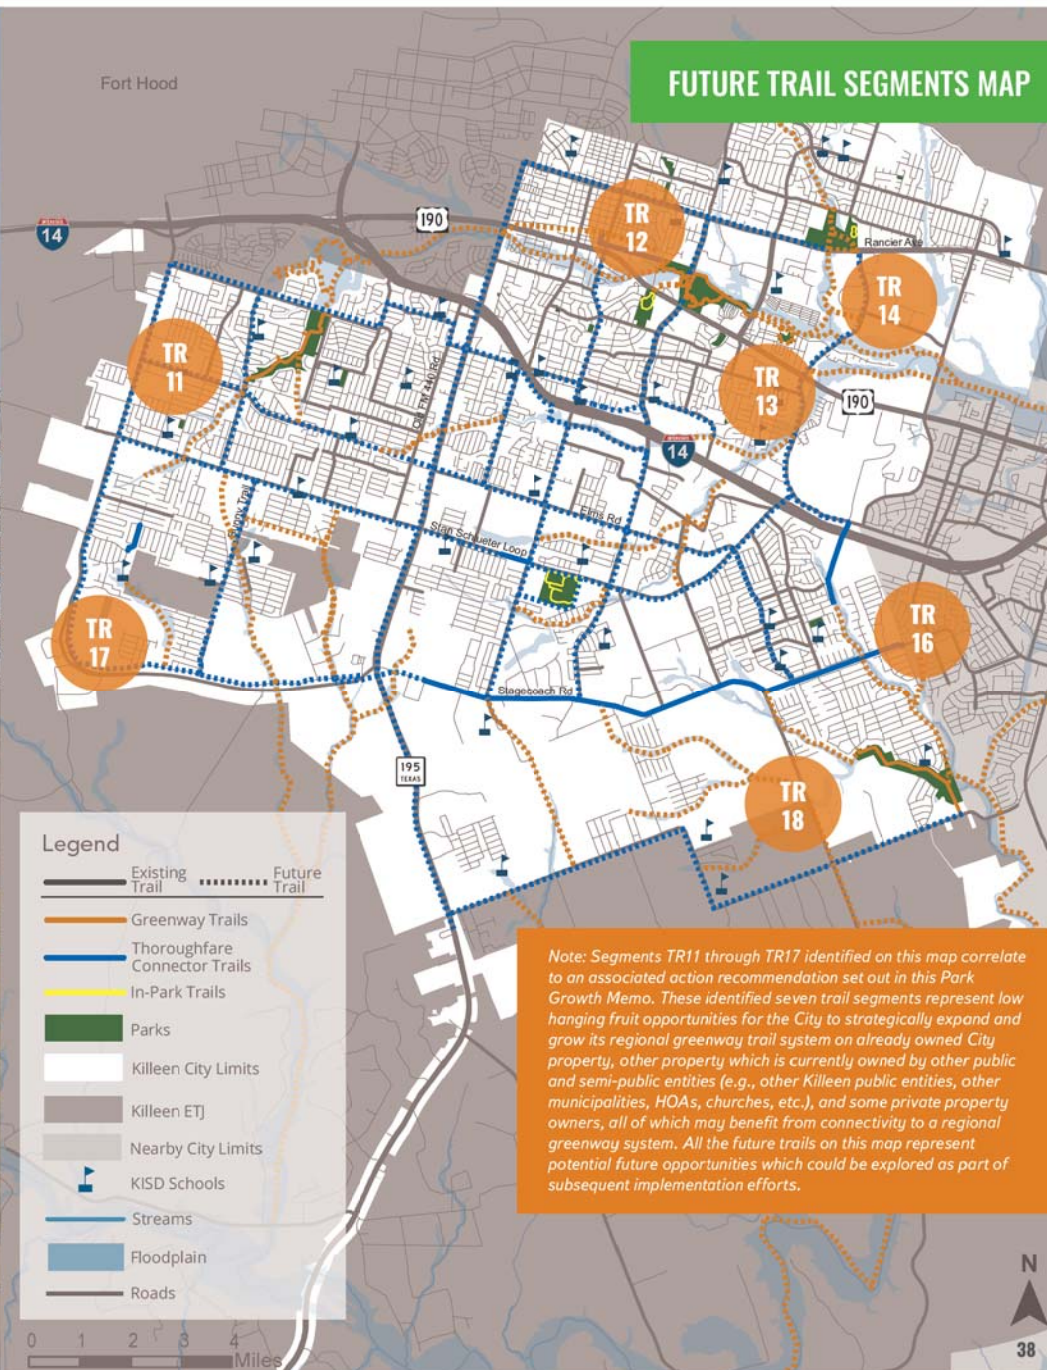 Fort Hood
FUTURE TRAIL SEGMENTS MAP
14
190
TR
12
Rancier Ave
TR
14
TR
11
Old FM 440 Rd
TR
13
190
14
Bunny Trail
Elms Rd
Stan Schlueter Loop
TR
17
TR
16
Stagecoach Rd
195
TEXAS
TR
18
Legend
Existing
Trail
Future
Trail
Greenway Trails
Thoroughfare
Connector Trails
In-Park Trails
Parks
Killeen City Limits
Killeen ETJ
Nearby City Limits
KISD Schools
Streams
Floodplain
Roads
0 1 2 3 4
Miles
Note: Segments TR11 through TR17 identified on this map correlate
to an associated action recommendation set out in this Park
Growth Memo. These identified seven trail segments represent low
hanging fruit opportunities for the City to strategically expand and
grow its regional greenway trail system on already owned City
property, other property which is currently owned by other public
and semi-public entities (e.g., other Killeen public entities, other
municipalities, HOAs, churches, etc.), and some private property
owners, all of which may benefit from connectivity to a regional
greenway system. All the future trails on this map represent
potential future opportunities which could be explored as part of
subsequent implementation efforts.
N
38